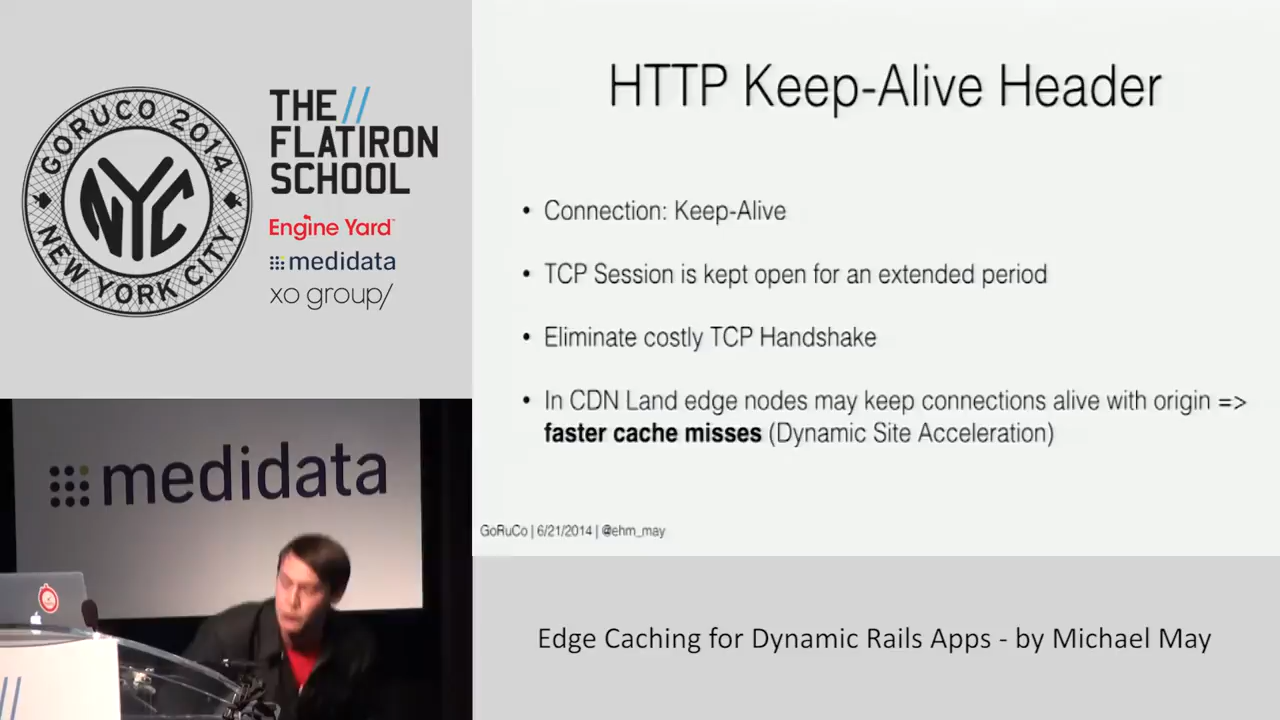 GORUCO 2014
NYC
NEW YORK CITY
THE //
FLATIRON
SCHOOL
Engine Yard
medidata
xo group/
HTTP Keep-Alive Header
• Connection: Keep-Alive
• TCP Session is kept open for an extended period
• Eliminate costly TCP Handshake
• In CDN Land edge nodes may keep connections alive with origin =>
faster cache misses (Dynamic Site Acceleration)
GoRuCo | 6/21/2014 | @ehm_may
medidata
Edge Caching for Dynamic Rails Apps - by Michael May